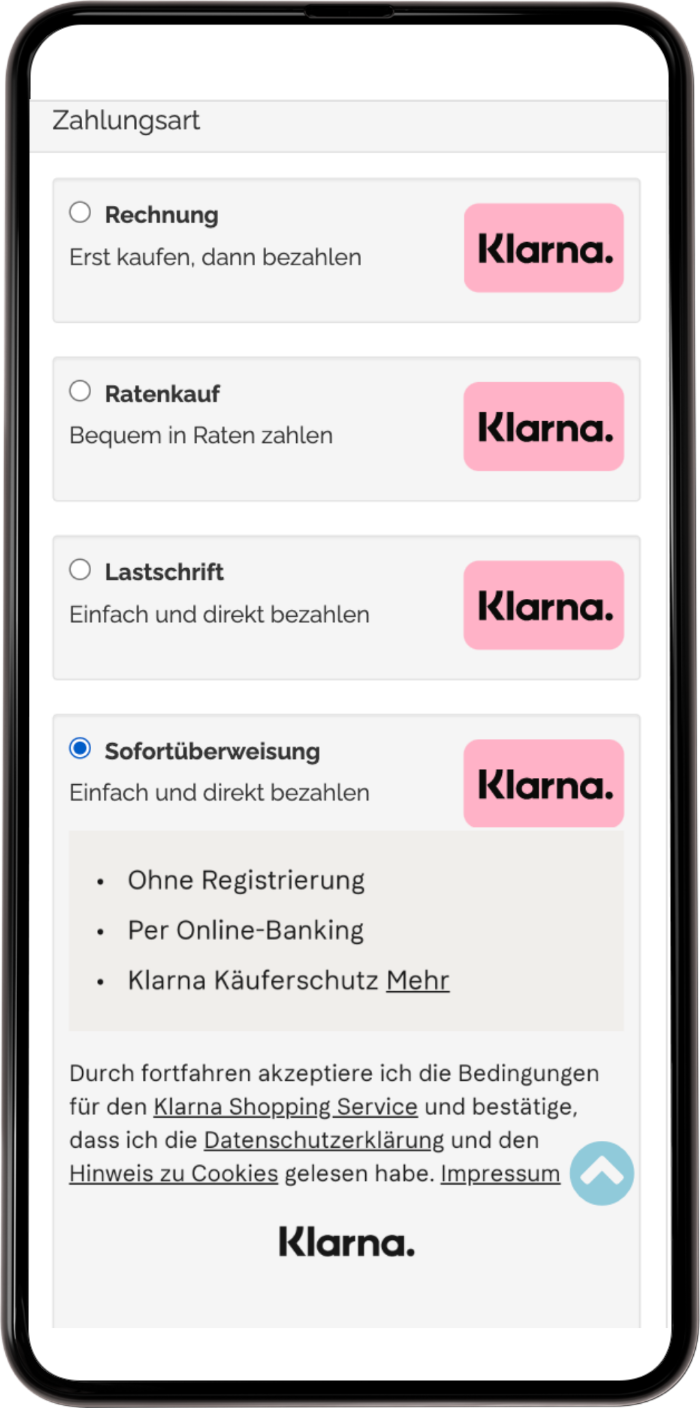 Zahlungsart
Rechnung
Erst kaufen, dann bezahlen
Klarna.
Ratenkauf
Bequem in Raten zahlen
Klarna.
Lastschrift
Einfach und direkt bezahlen
Klarna.
Sofortüberweisung
Einfach und direkt bezahlen
Klarna.
• Ohne Registrierung
• Per Online-Banking
• Klarna Käuferschutz Mehr
Durch fortfahren akzeptiere ich die Bedingungen
für den Klarna Shopping Service und bestätige,
dass ich die Datenschutzerklärung und den
Hinweis zu Cookies gelesen habe. Impressum
Klarna.